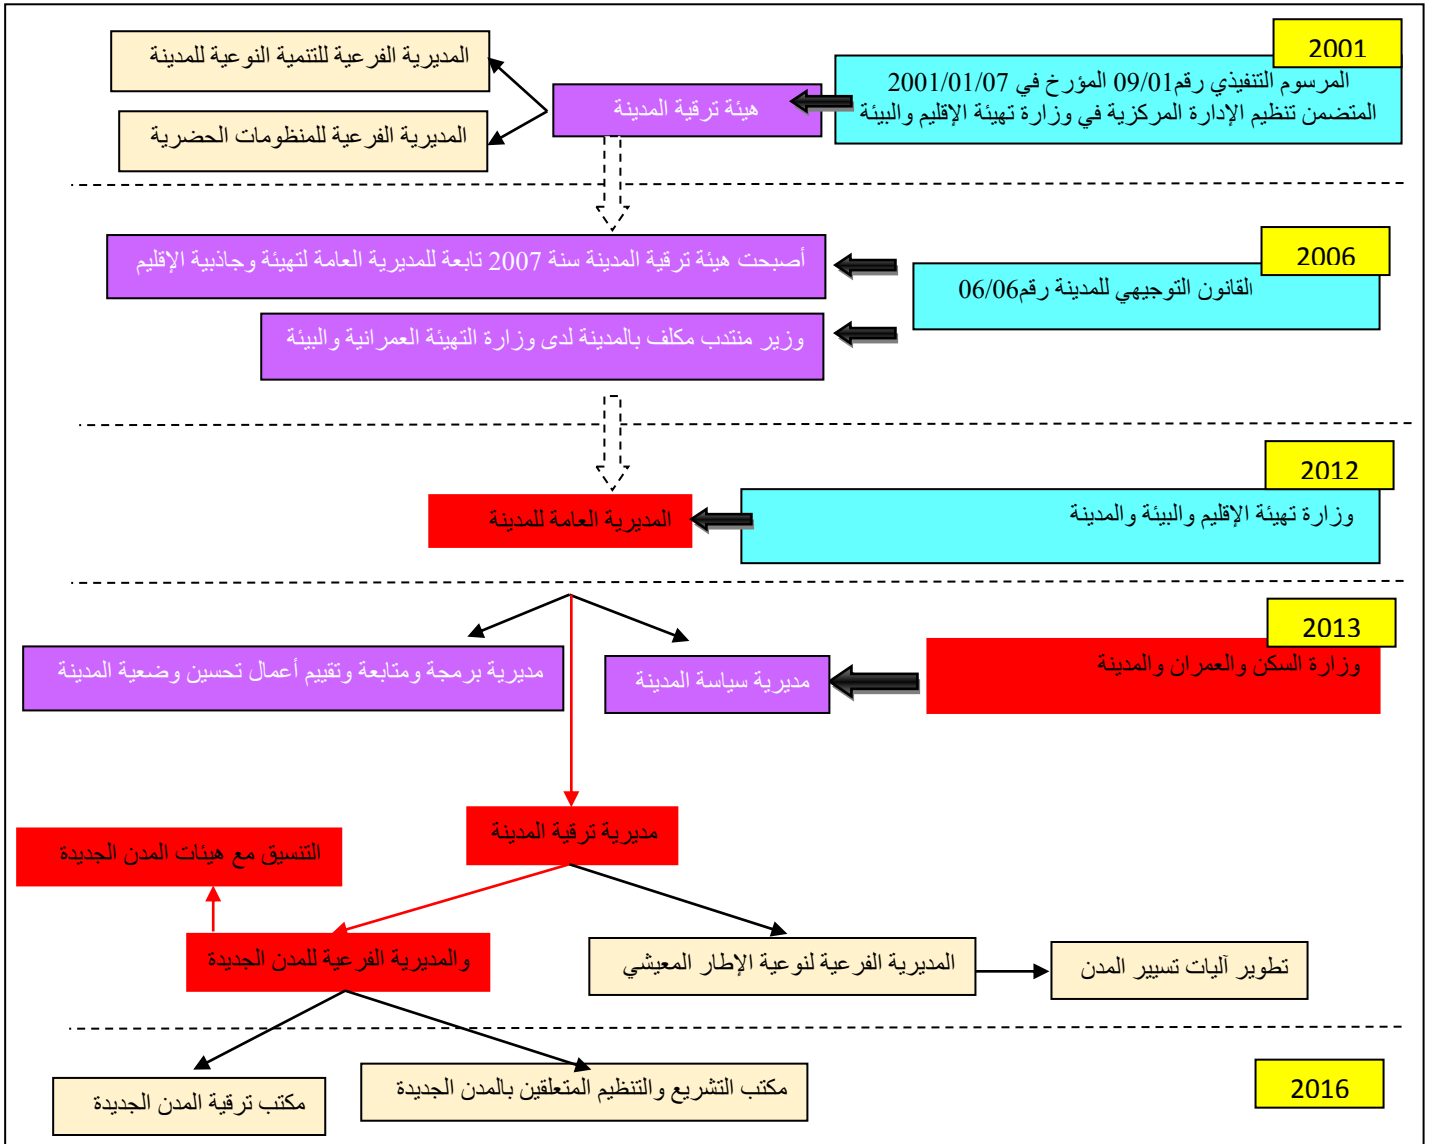 2001
المرسوم التنفيذي رقم09/01 المؤرخ في 2001/01/07
المتضمن تنظيم الإدارة المركزية في وزارة تهيئة الإقليم والبيئة
هيئة ترقية المدينة
المديرية الفرعية للتنمية النوعية للمدينة
المديرية الفرعية للمنظومات الحضرية
2006
القانون التوجيهي للمدينة رقم06/06
أصبحت هيئة ترقية المدينة سنة 2007 تابعة للمديرية العامة لتهيئة وجاذبية الإقليم
وزير منتدب مكلف بالمدينة لدى وزارة التهيئة العمرانية والبيئة
2012
وزارة تهيئة الإقليم والبيئة والمدينة
المديرية العامة للمدينة
2013
وزارة السكن والعمران والمدينة
مديرية سياسة المدينة
مديرية برمجة ومتابعة وتقييم أعمال تحسين وضعية المدينة
مديرية ترقية المدينة
التنسيق مع هيئات المدن الجديدة
والمديرية الفرعية للمدن الجديدة
المديرية الفرعية لنوعية الإطار المعيشي
تطوير آليات تسيير المدن
2016
مكتب التشريع والتنظيم المتعلقين بالمدن الجديدة
مكتب ترقية المدن الجديدة